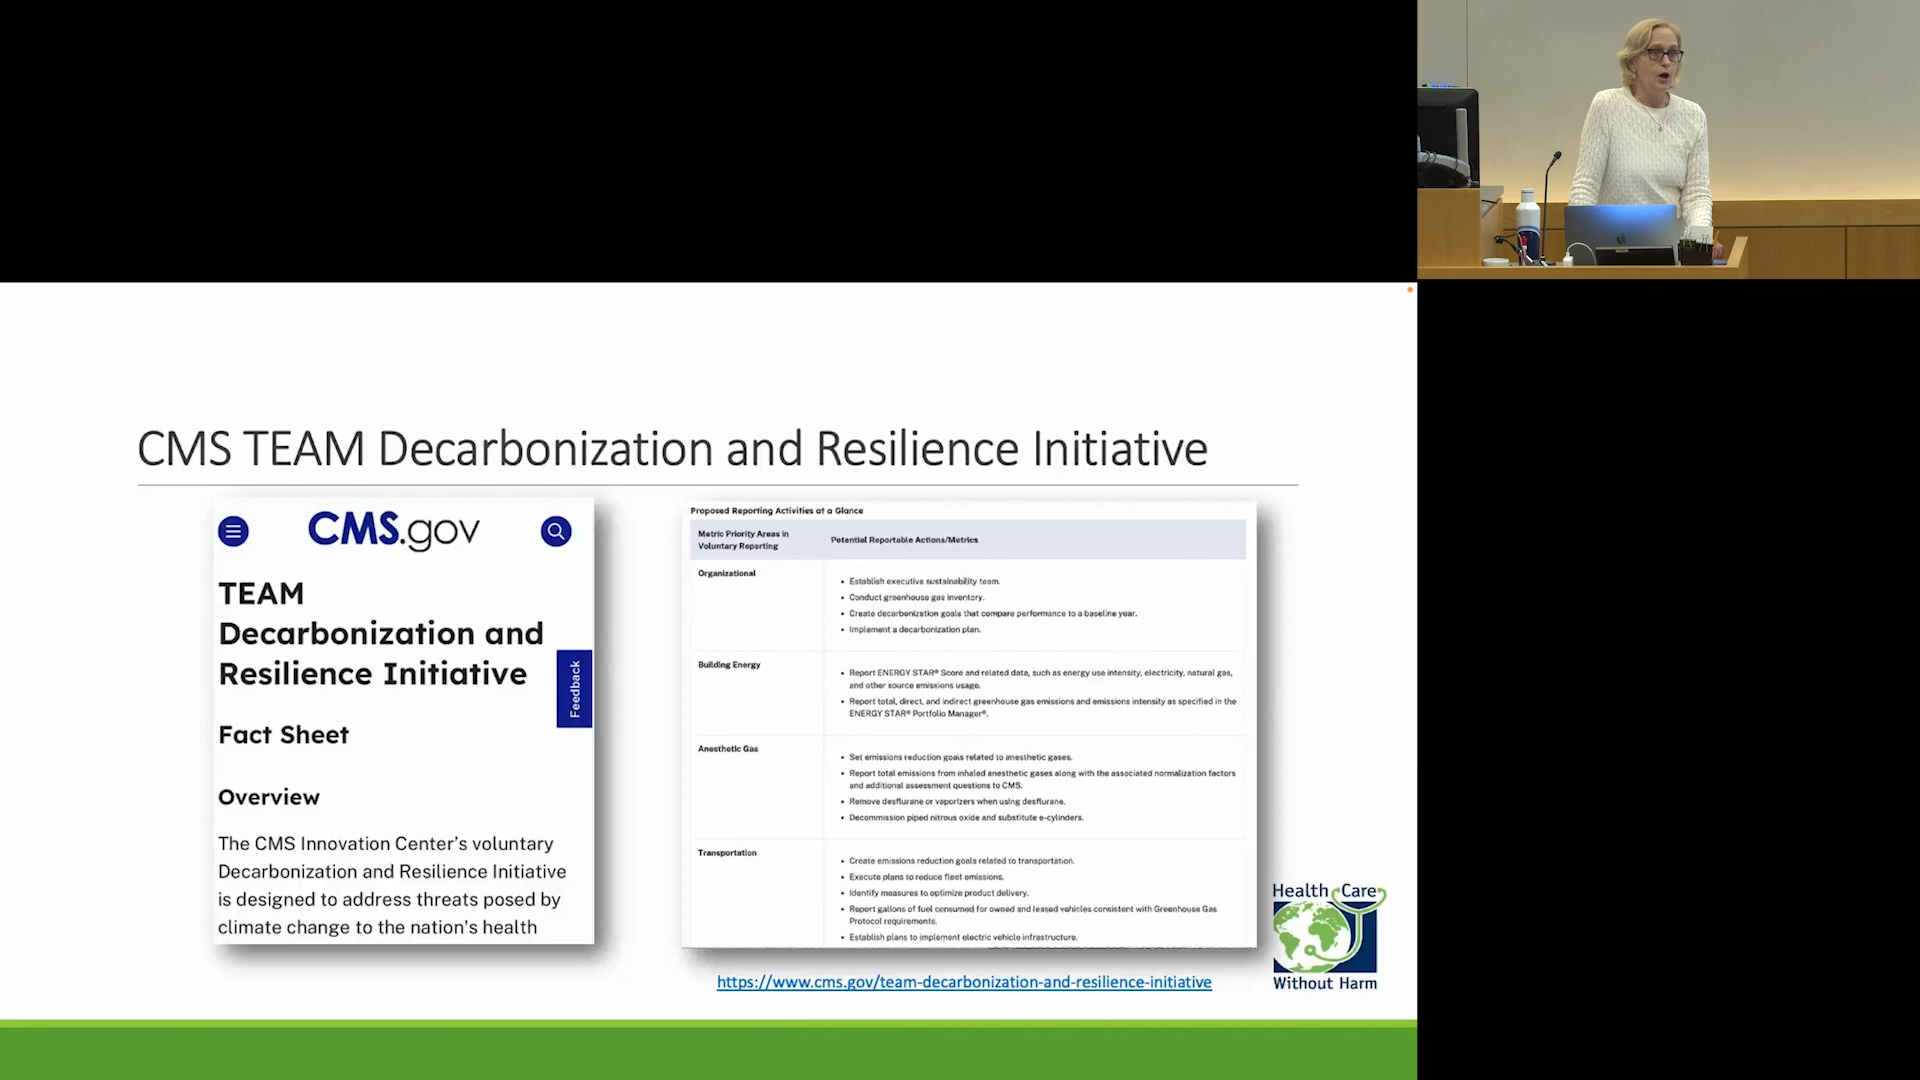 CMS TEAM Decarbonization and Resilience Initiative
CMS.gov
TEAM
Decarbonization and
Resilience Initiative
Feedback
Fact Sheet
Overview
The CMS Innovation Center's voluntary
Decarbonization and Resilience Initiative
is designed to address threats posed by
climate change to the nation's health
Proposed Reporting Activities at a Glance
Metric Priority Areas in
Voluntary Reporting
Potential Reportable Actions/Metrics
Organizational
• Establish executive sustainability team.
• Conduct greenhouse gas inventory.
• Create decarbonization goals that compare performance to a baseline year.
• Implement a decarbonization plan.
Building Energy
• Report ENERGY STAR® Score and related data, such as energy use intensity, electricity, natural gas,
and other source emissions usage.
• Report total, direct, and indirect greenhouse gas emissions and emissions intensity as specified in the
ENERGY STAR® Portfolio Manager®.
Anesthetic Gas
• Set emissions reduction goals related to anesthetic gases.
• Report total emissions from inhaled anesthetic gases along with the associated normalization factors
and additional assessment questions to CMS.
• Remove desflurane or vaporizers when using desflurane.
• Decommission piped nitrous oxide and substitute e-cylinders.
Transportation
• Create emissions reduction goals related to transportation.
• Execute plans to reduce fleet emissions.
• Identify measures to optimize product delivery.
• Report gallons of fuel consumed for owned and leased vehicles consistent with Greenhouse Gas
Protocol requirements.
• Establish plans to implement electric vehicle infrastructure.
https://www.cms.gov/team-decarbonization-and-resilience-initiative
Health Care
Without Harm